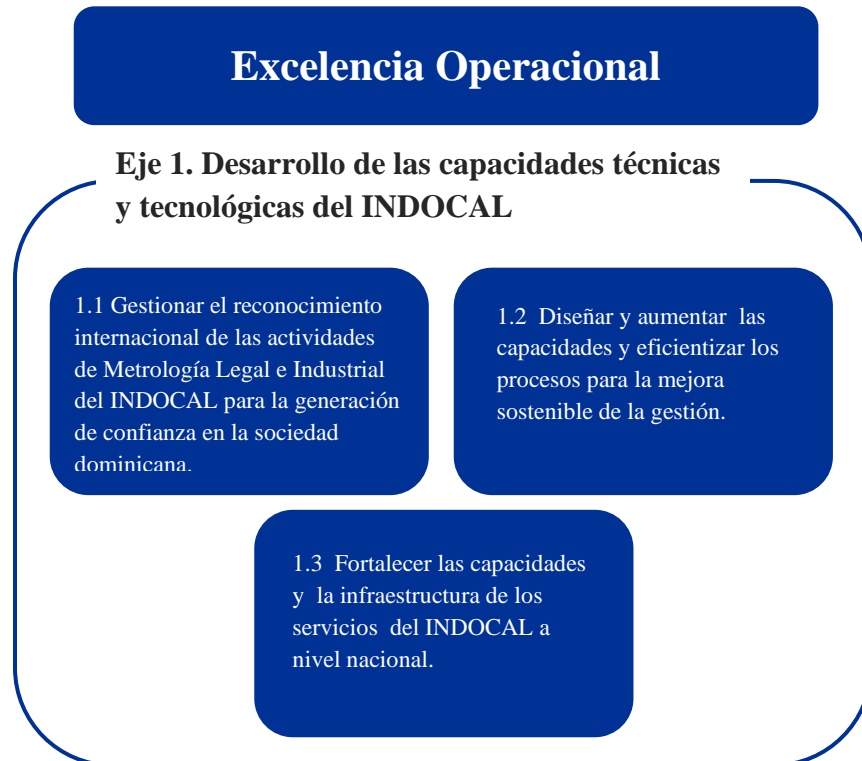 Excelencia Operacional
Eje 1. Desarrollo de las capacidades técnicas
y tecnológicas del INDOCAL
1.1 Gestionar el reconocimiento
internacional de las actividades
de Metrología Legal e Industrial
del INDOCAL para la generación
de confianza en la sociedad
dominicana.
1.2 Diseñar y aumentar las
capacidades y eficientizar los
procesos para la mejora
sostenible de la gestión.
1.3 Fortalecer las capacidades
y la infraestructura de los
servicios del INDOCAL a
nivel nacional.